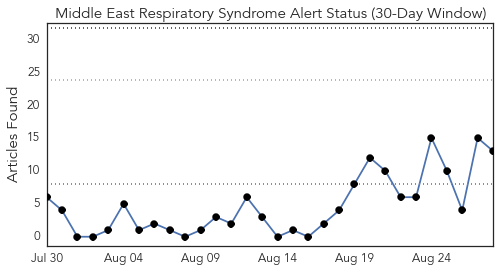 Middle East Respiratory Syndrome Alert Status (30-Day Window)
Articles Found
30
25
20
15
10
5
0
Jul 30 Aug 04 Aug 09 Aug 14 Aug 19 Aug 24